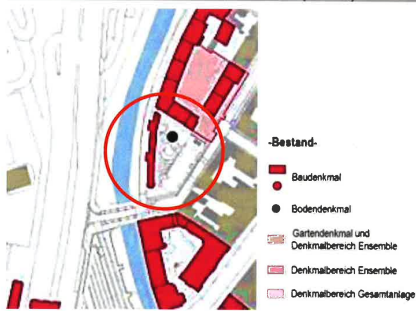 -Bestand-
Baudenkmal
Bodendenkmal
Gartendenkmal und
Denkmalbereich Ensemble
Denkmalbereich Ensemble
Denkmalbereich Gesamtanlage